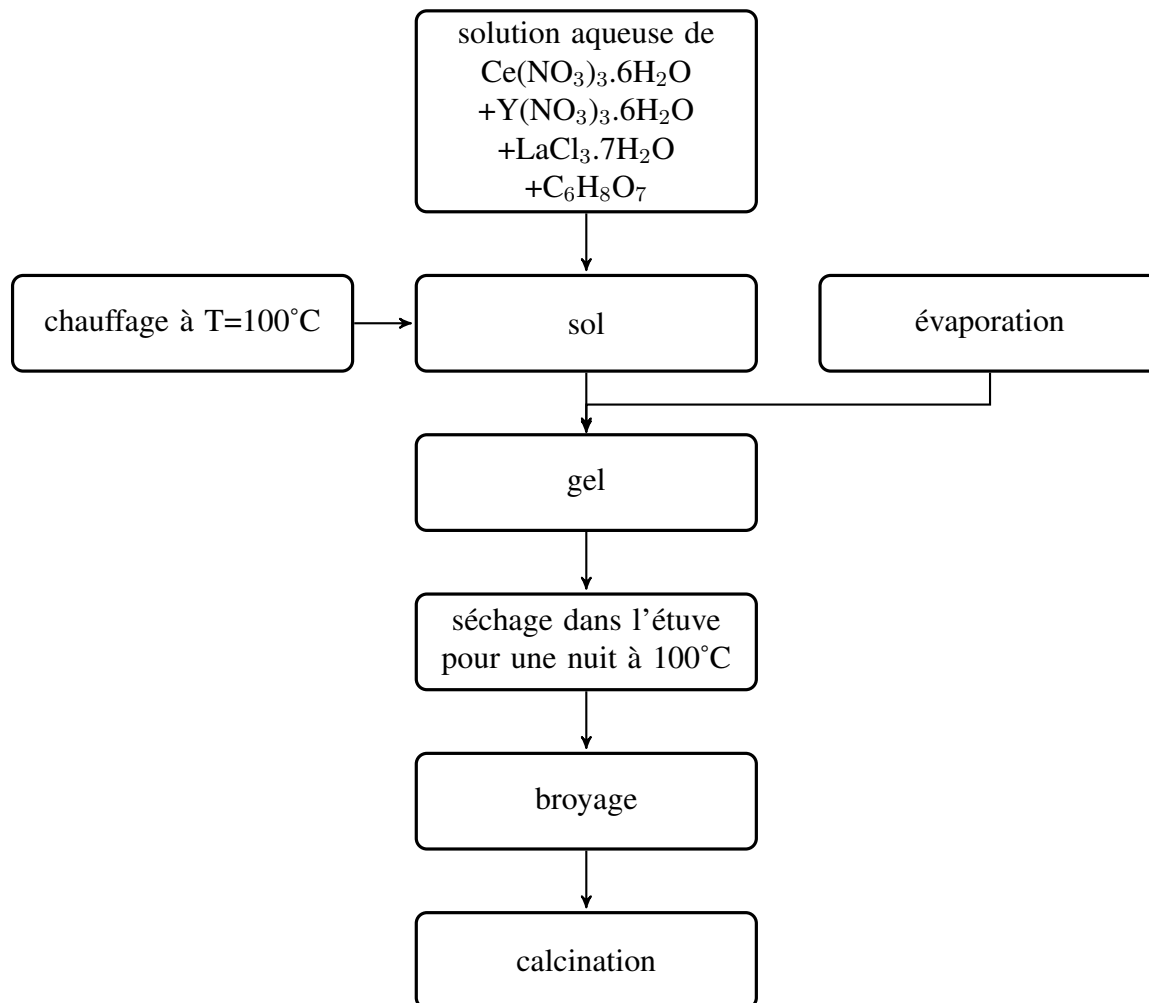 solution aqueuse de
Ce(NO₃)₃.6H₂O
+Y(NO₃)₃.6H₂O
+LaCl₃.7H₂O
+C₆H₈O₇
chauffage à T=100°C
sol
évaporation
gel
séchage dans l'étuve
pour une nuit à 100°C
broyage
calcination